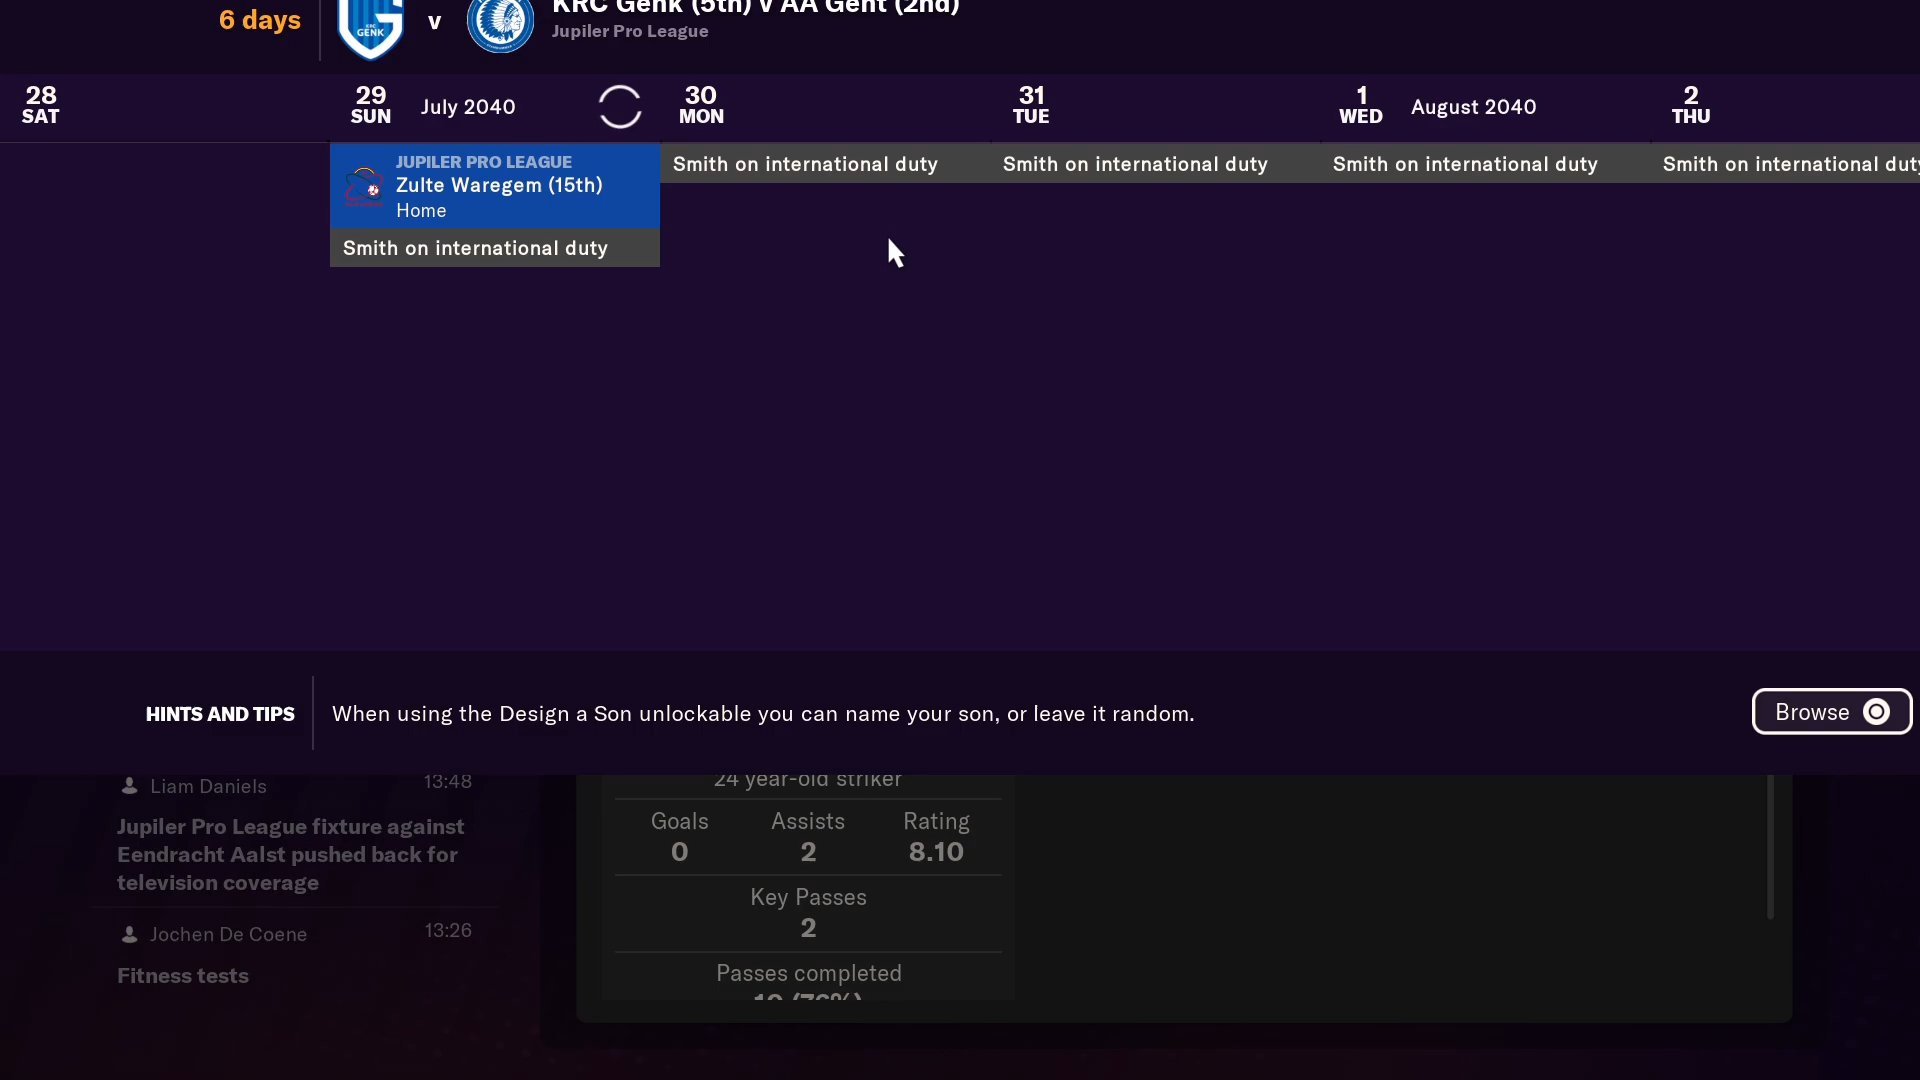 6 days
GENK
v
KRC Genk (5th) v AA Gent (2nd)
Jupiler Pro League
28
SAT
29
SUN
July 2040
30
MON
31
TUE
1
WED
August 2040
2
THU
JUPILER PRO LEAGUE
Zulte Waregem (15th)
Home
Smith on international duty
Smith on international duty
Smith on international duty
Smith on international duty
Smith on international duty
HINTS AND TIPS
When using the Design a Son unlockable you can name your son, or leave it random.
Browse
Liam Daniels
13:48
Jupiler Pro League fixture against
Eendracht Aalst pushed back for
television coverage
Jochen De Coene
13:26
Fitness tests
24 year-old striker
Goals
Assists
Rating
0
2
8.10
Key Passes
2
Passes completed